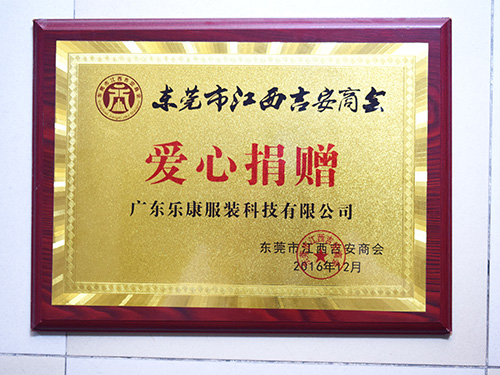 东莞市江西吉安商会
爱心捐赠
广东乐康服装科技有限公司
东莞市江西吉安商会
2016年12月